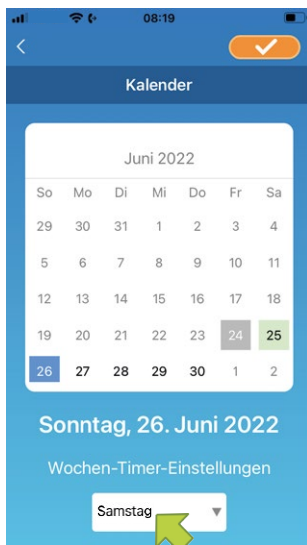 08:19
Kalender
Juni 2022
So Mo Di Mi Do Fr Sa
29 30 31 1 2 3 4
5 6 7 8 9 10 11
12 13 14 15 16 17 18
19 20 21 22 23 24 25
26 27 28 29 30 1 2
Sonntag, 26. Juni 2022
Wochen-Timer-Einstellungen
Samstag